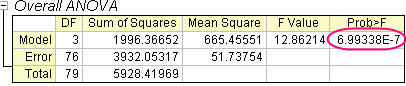 Overall ANOVA
DF Sum of Squares Mean Square F Value Prob>F
Model 3 1996.36652 665.45551 12.86214 6.99338E-7
Error 76 3932.05317 51.73754
Total 79 5928.41969